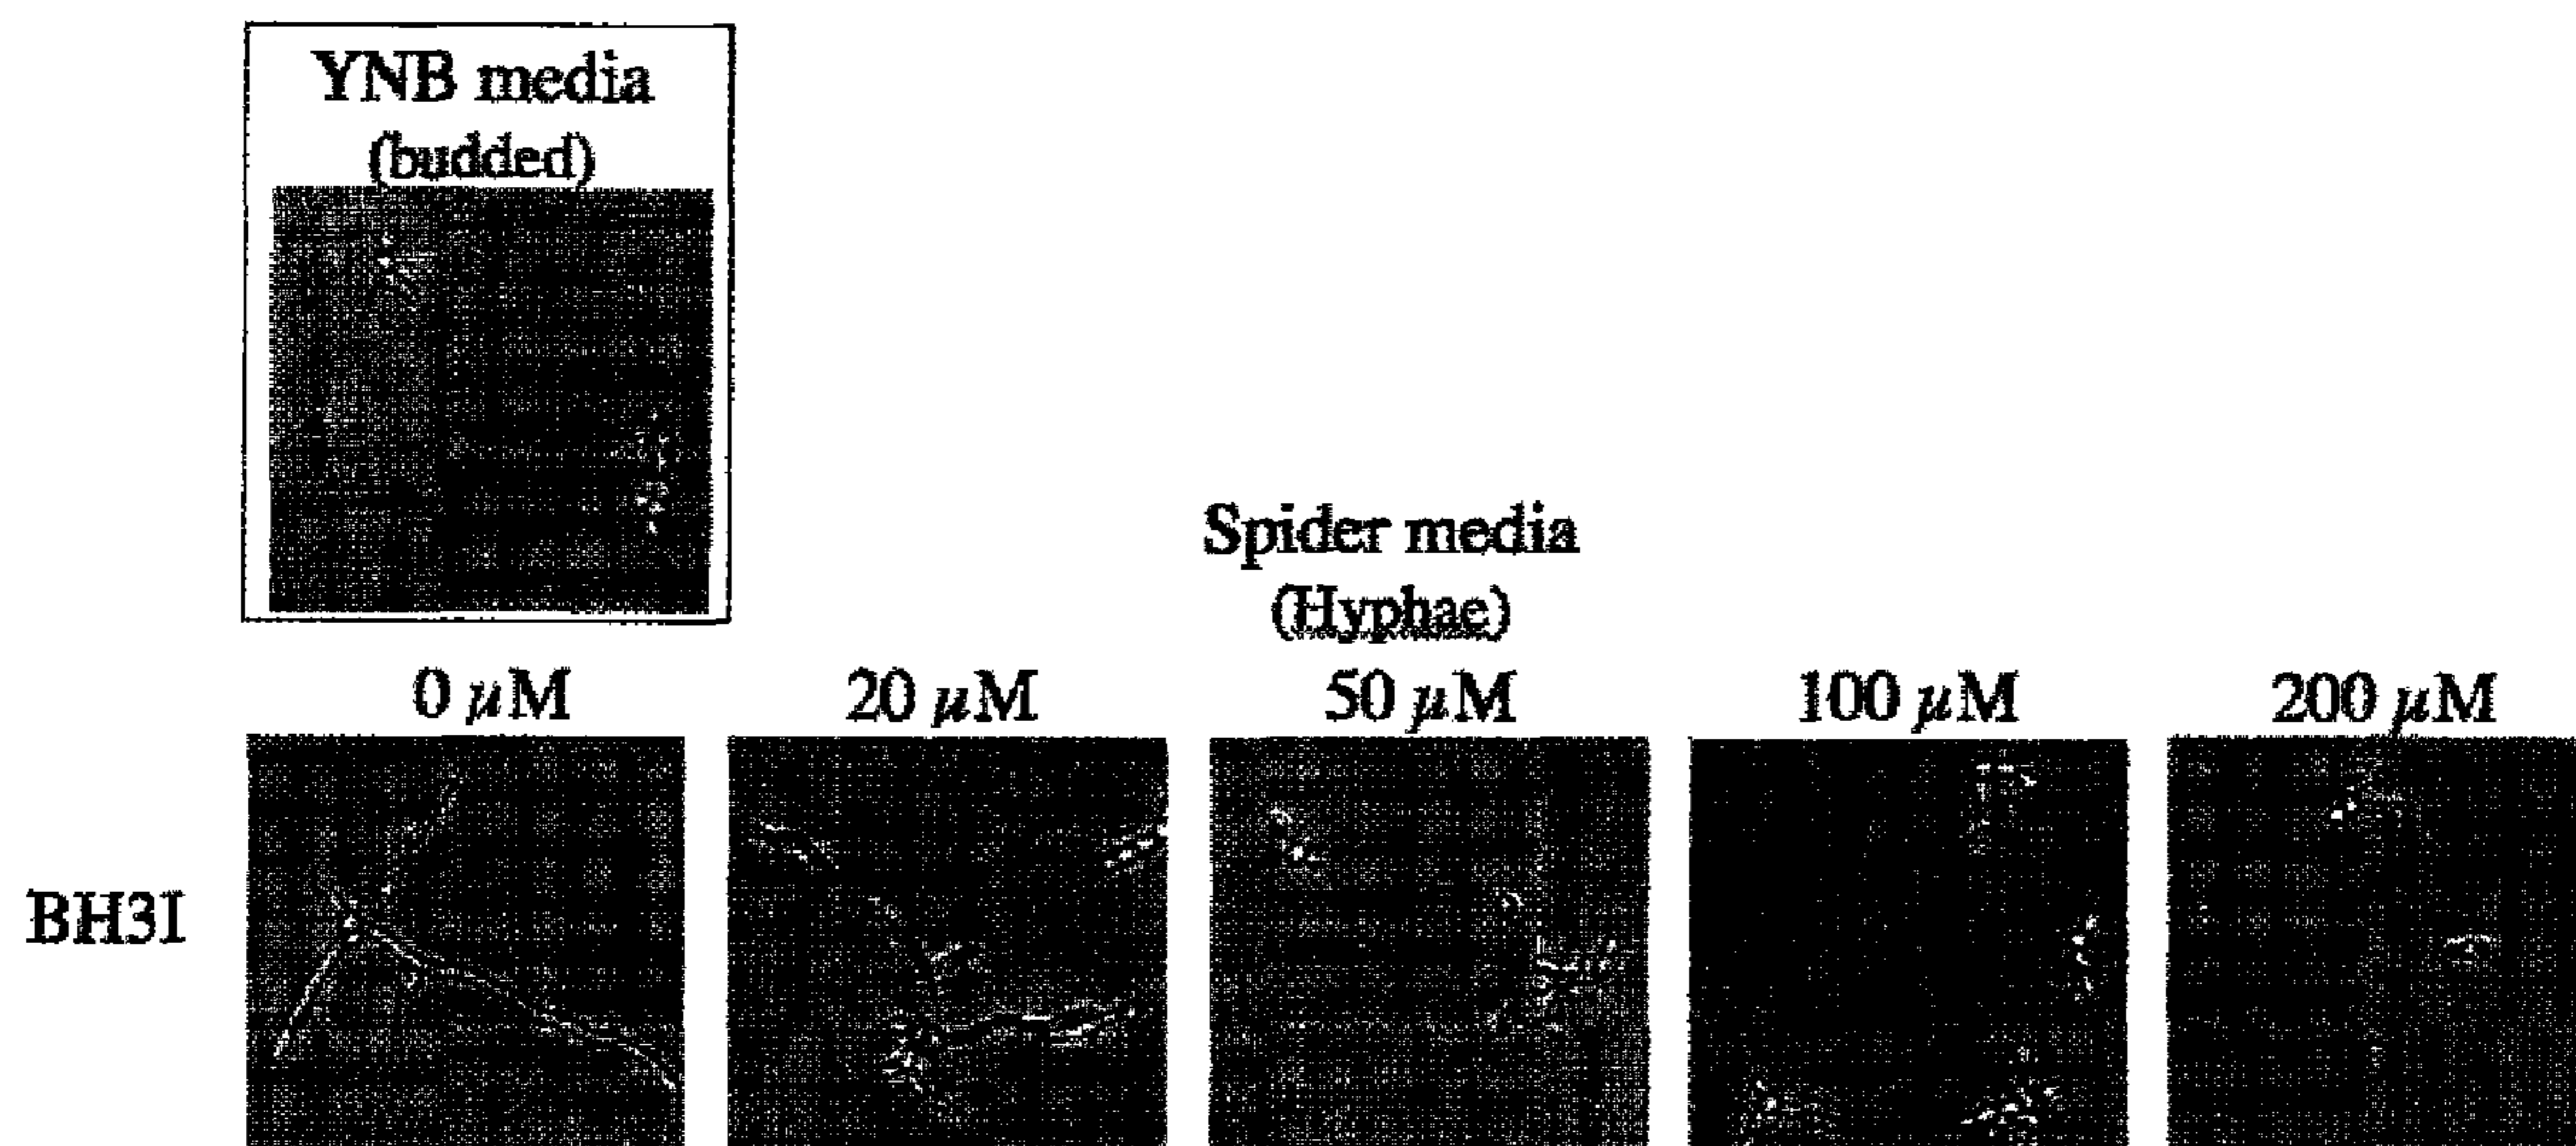 YNB media
(budded)
Spider media
(Hyphae)
0 µM 20 µM 50 µM 100 µM 200 µM
BH3I